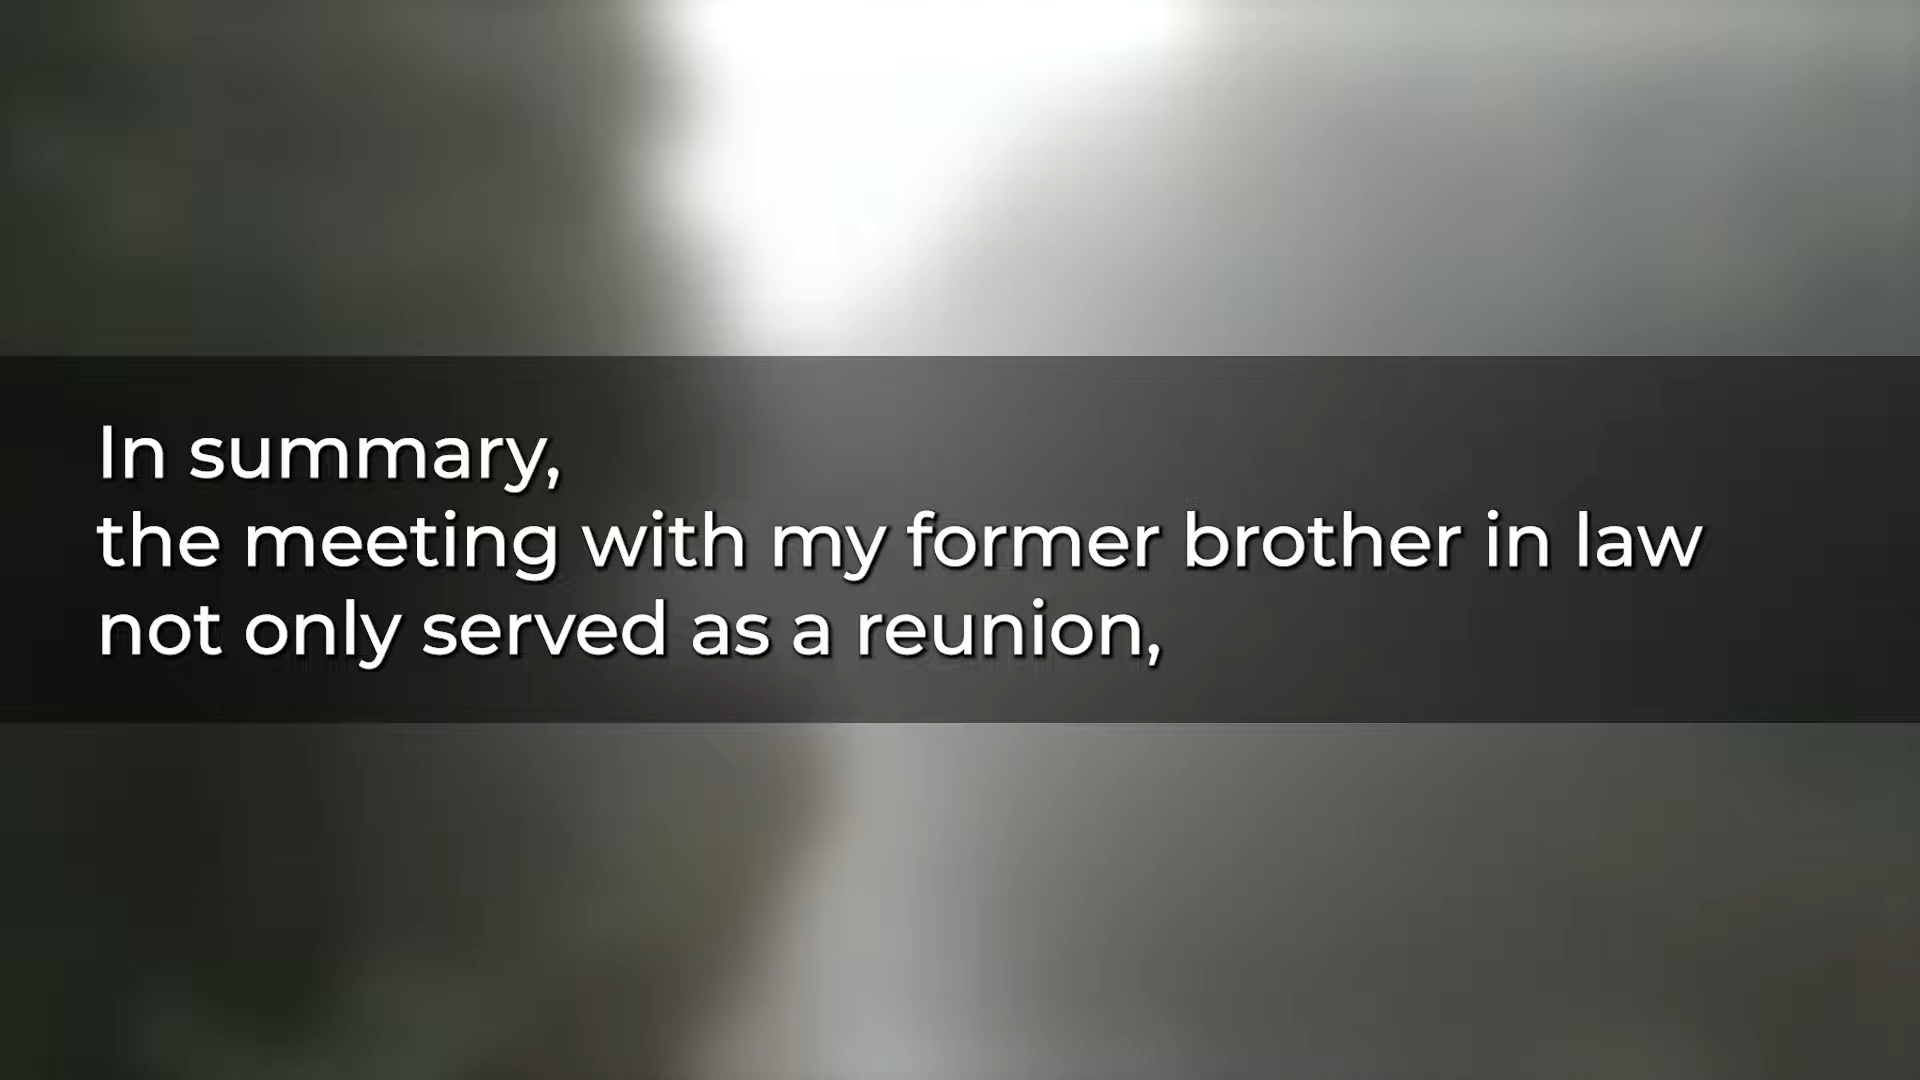 In summary,
the meeting with my former brother in law
not only served as a reunion,